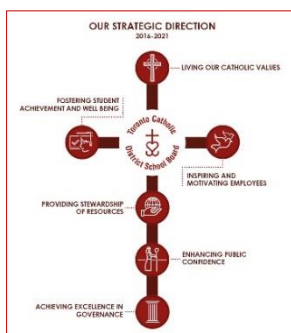 OUR STRATEGIC DIRECTION
2016-2021
LIVING OUR CATHOLIC VALUES
FOSTERING STUDENT
ACHIEVEMENT AND WELL BEING
Toronto Catholic
District School Board
INSPIRING AND
MOTIVATING EMPLOYEES
PROVIDING STEWARDSHIP
OF RESOURCES
ENHANCING PUBLIC
CONFIDENCE
ACHIEVING EXCELLENCE IN
GOVERNANCE